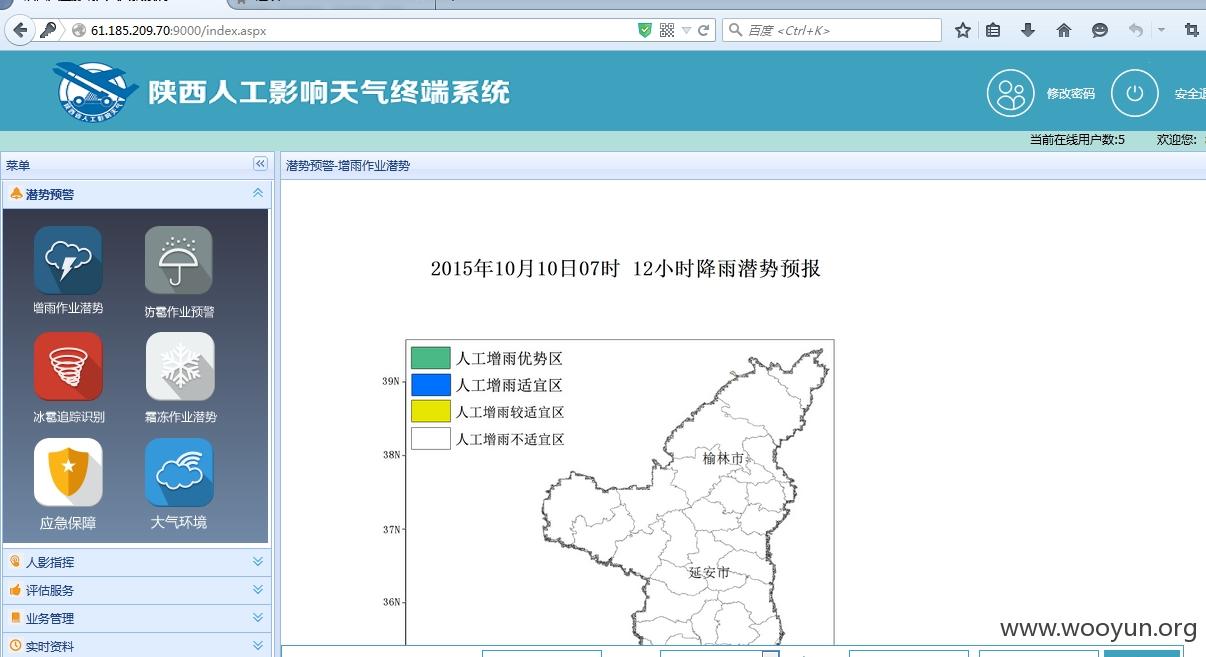 61.185.209.70:9000/index.aspx
百度 <Ctrl+K>
陕西人工影响天气终端系统
修改密码
当前在线用户数:5
欢迎您:
菜单
潜势预警-增雨作业潜势
潜势预警
增雨作业潜势
访雹作业预警
冰雹追踪识别
霜冻作业潜势
应急保障
大气环境
人影指挥
评估服务
业务管理
实时资料
2015年10月10日07时 12小时降雨潜势预报
人工增雨优势区
人工增雨适宜区
人工增雨较适宜区
人工增雨不适宜区
39N
38N
37N
36N
榆林市
延安市
www.wooyun.org